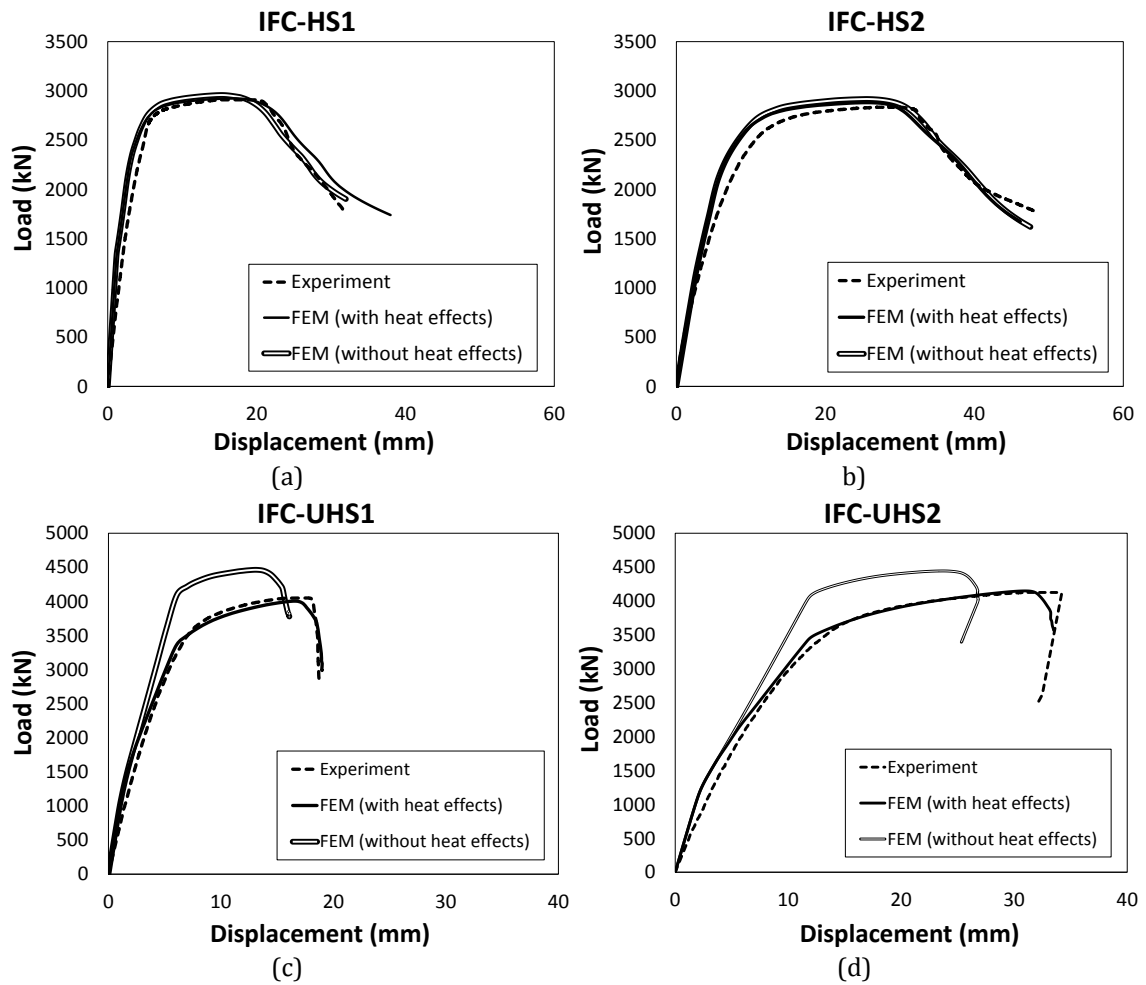 IFC-HS1
3500
3000
2500
2000
1500
1000
500
0
Load (kN)
Experiment
FEM (with heat effects)
FEM (without heat effects)
0 20 40 60
Displacement (mm)
(a)
IFC-HS2
3500
3000
2500
2000
1500
1000
500
0
Load (kN)
Experiment
FEM (with heat effects)
FEM (without heat effects)
0 20 40 60
Displacement (mm)
b)
IFC-UHS1
5000
4500
4000
3500
3000
2500
2000
1500
1000
500
0
Load (kN)
Experiment
FEM (with heat effects)
FEM (without heat effects)
0 10 20 30 40
Displacement (mm)
(c)
IFC-UHS2
5000
4500
4000
3500
3000
2500
2000
1500
1000
500
0
Load (kN)
Experiment
FEM (with heat effects)
FEM (without heat effects)
0 10 20 30 40
Displacement (mm)
(d)